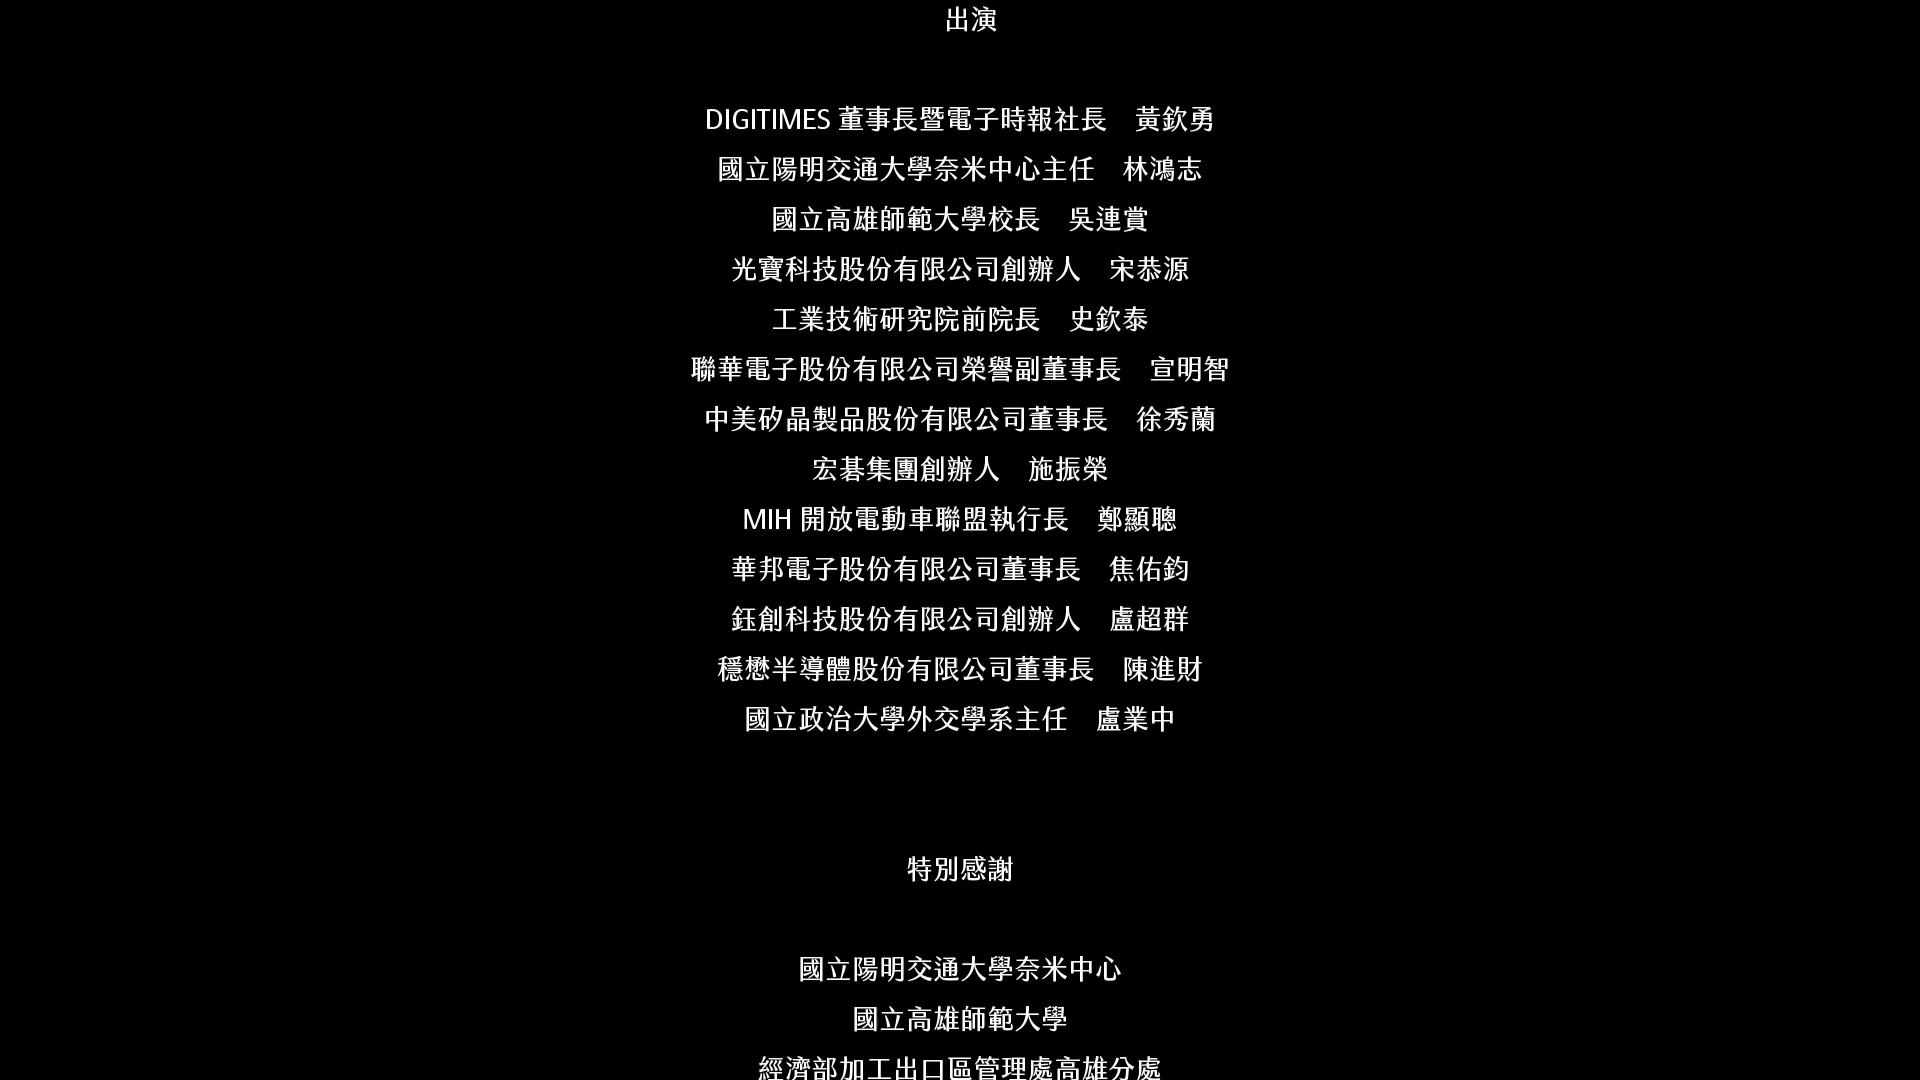 出演
DIGITIMES 董事長暨電子時報社長　黃欽勇
國立陽明交通大學奈米中心主任　林鴻志
國立高雄師範大學校長　吳連賞
光寶科技股份有限公司創辦人　宋恭源
工業技術研究院前院長　史欽泰
聯華電子股份有限公司榮譽副董事長　宣明智
中美矽晶製品股份有限公司董事長　徐秀蘭
宏碁集團創辦人　施振榮
MIH 開放電動車聯盟執行長　鄭顯聰
華邦電子股份有限公司董事長　焦佑鈞
鈺創科技股份有限公司創辦人　盧超群
穩懋半導體股份有限公司董事長　陳進財
國立政治大學外交學系主任　盧業中
特別感謝
國立陽明交通大學奈米中心
國立高雄師範大學
經濟部加工出口區管理處高雄分處